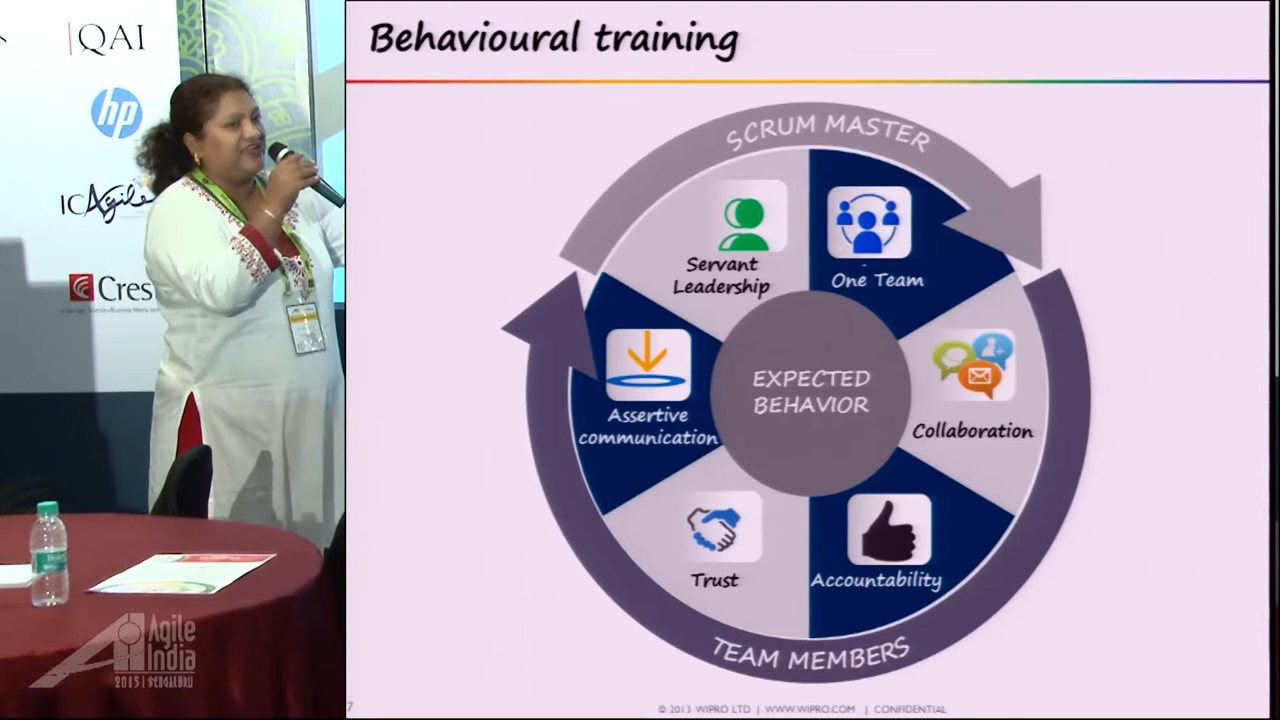 QAI
hp
ICAgile
Cres
Agile
India
2015 | BENGALURU
Behavioural training
SCRUM MASTER
Servant
Leadership
One Team
Assertive
communication
EXPECTED
BEHAVIOR
Collaboration
Trust
Accountability
TEAM MEMBERS
7
© 2013 WIPRO LTD | WWW.WIPRO.COM | CONFIDENTIAL